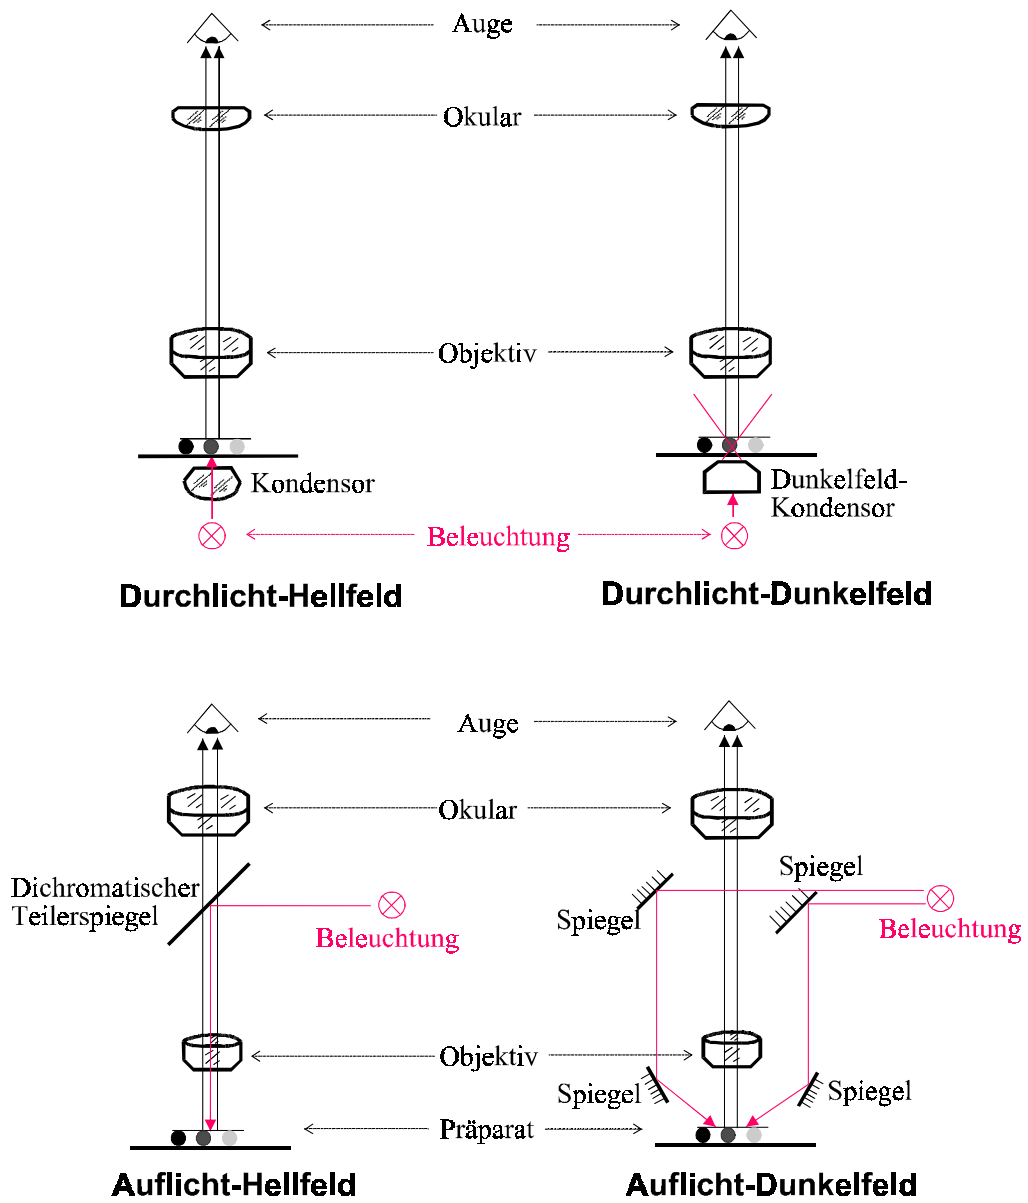 Auge
Okular
Objektiv
Kondensor
Dunkelfeld-
Kondensor
Beleuchtung
Durchlicht-Hellfeld
Durchlicht-Dunkelfeld
Auge
Okular
Dichromatischer
Teilerspiegel
Beleuchtung
Spiegel
Spiegel
Beleuchtung
Objektiv
Spiegel
Spiegel
Präparat
Auflicht-Hellfeld
Auflicht-Dunkelfeld